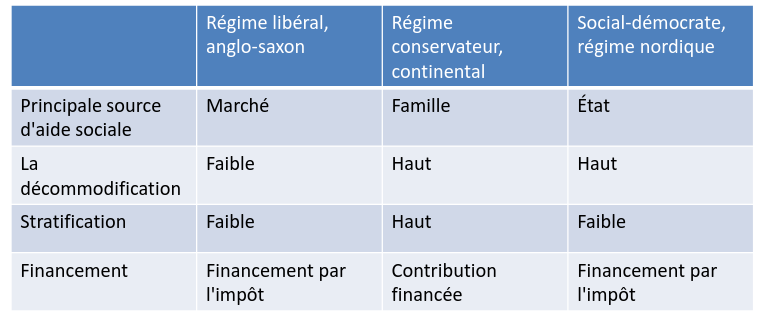 Régime libéral,
anglo-saxon
Régime
conservateur,
continental
Social-démocrate,
régime nordique
Principale source
d'aide sociale
Marché
Famille
État
La
décommodification
Faible
Haut
Haut
Stratification
Faible
Haut
Faible
Financement
Financement par
l'impôt
Contribution
financée
Financement par
l'impôt